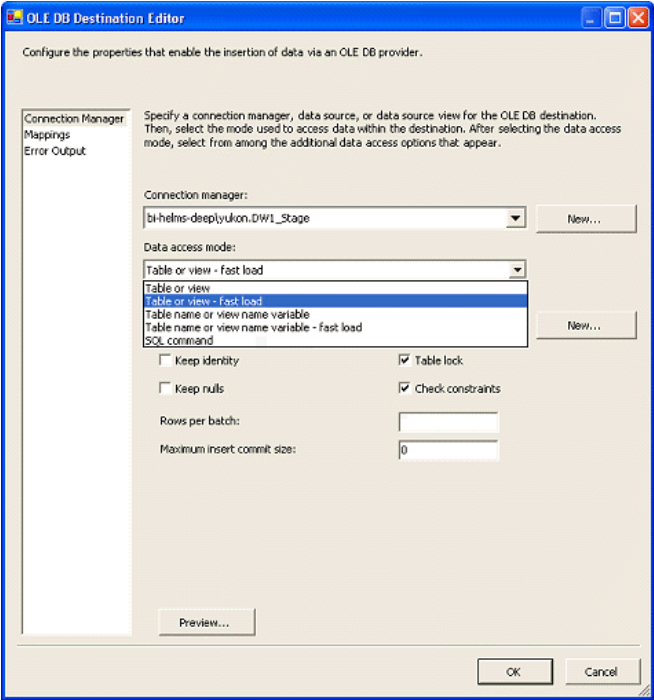 OLE DB Destination Editor
Configure the properties that enable the insertion of data via an OLE DB provider.
Connection Manager
Mappings
Error Output
Specify a connection manager, data source, or data source view for the OLE DB destination.
Then, select the mode used to access data within the destination. After selecting the data access
mode, select from among the additional data access options that appear.
Connection manager:
bi-helms-deep\yukon.DW1_Stage
New...
Data access mode:
Table or view - fast load
Table or view
Table or view - fast load
Table name or view name variable
Table name or view name variable - fast load
SQL command
New...
Keep identity
Table lock
Keep nulls
Check constraints
Rows per batch:
Maximum insert commit size:
0
Preview...
OK
Cancel